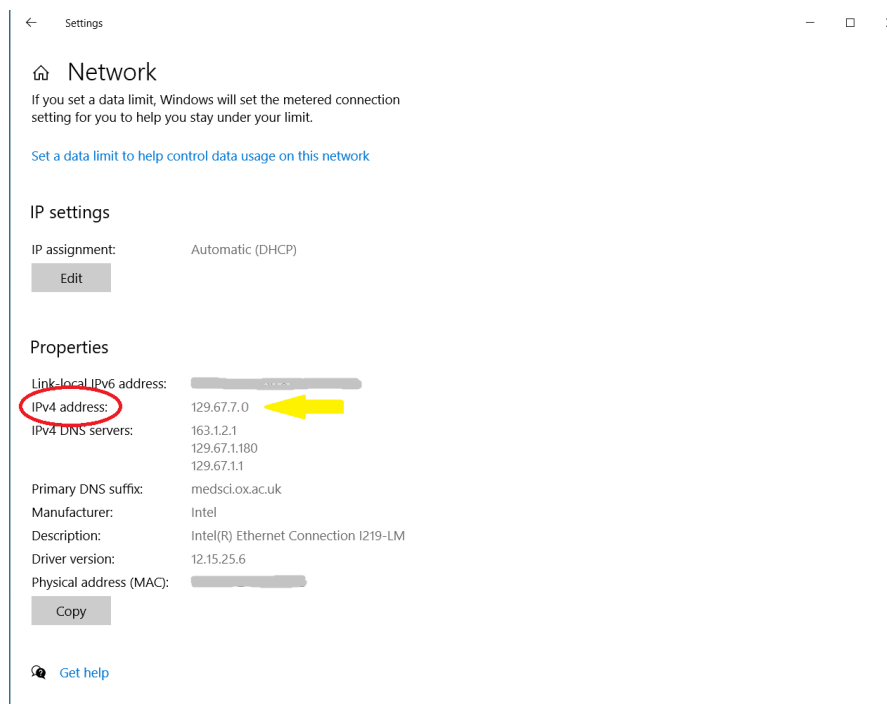 Settings
Network
If you set a data limit, Windows will set the metered connection
setting for you to help you stay under your limit.
Set a data limit to help control data usage on this network
IP settings
IP assignment: Automatic (DHCP)
Edit
Properties
Link-local IPv6 address:
IPv4 address: 129.67.7.0
IPv4 DNS servers: 163.1.2.1
129.67.1.180
129.67.1.1
Primary DNS suffix: medsci.ox.ac.uk
Manufacturer: Intel
Description: Intel(R) Ethernet Connection I219-LM
Driver version: 12.15.25.6
Physical address (MAC):
Copy
Get help